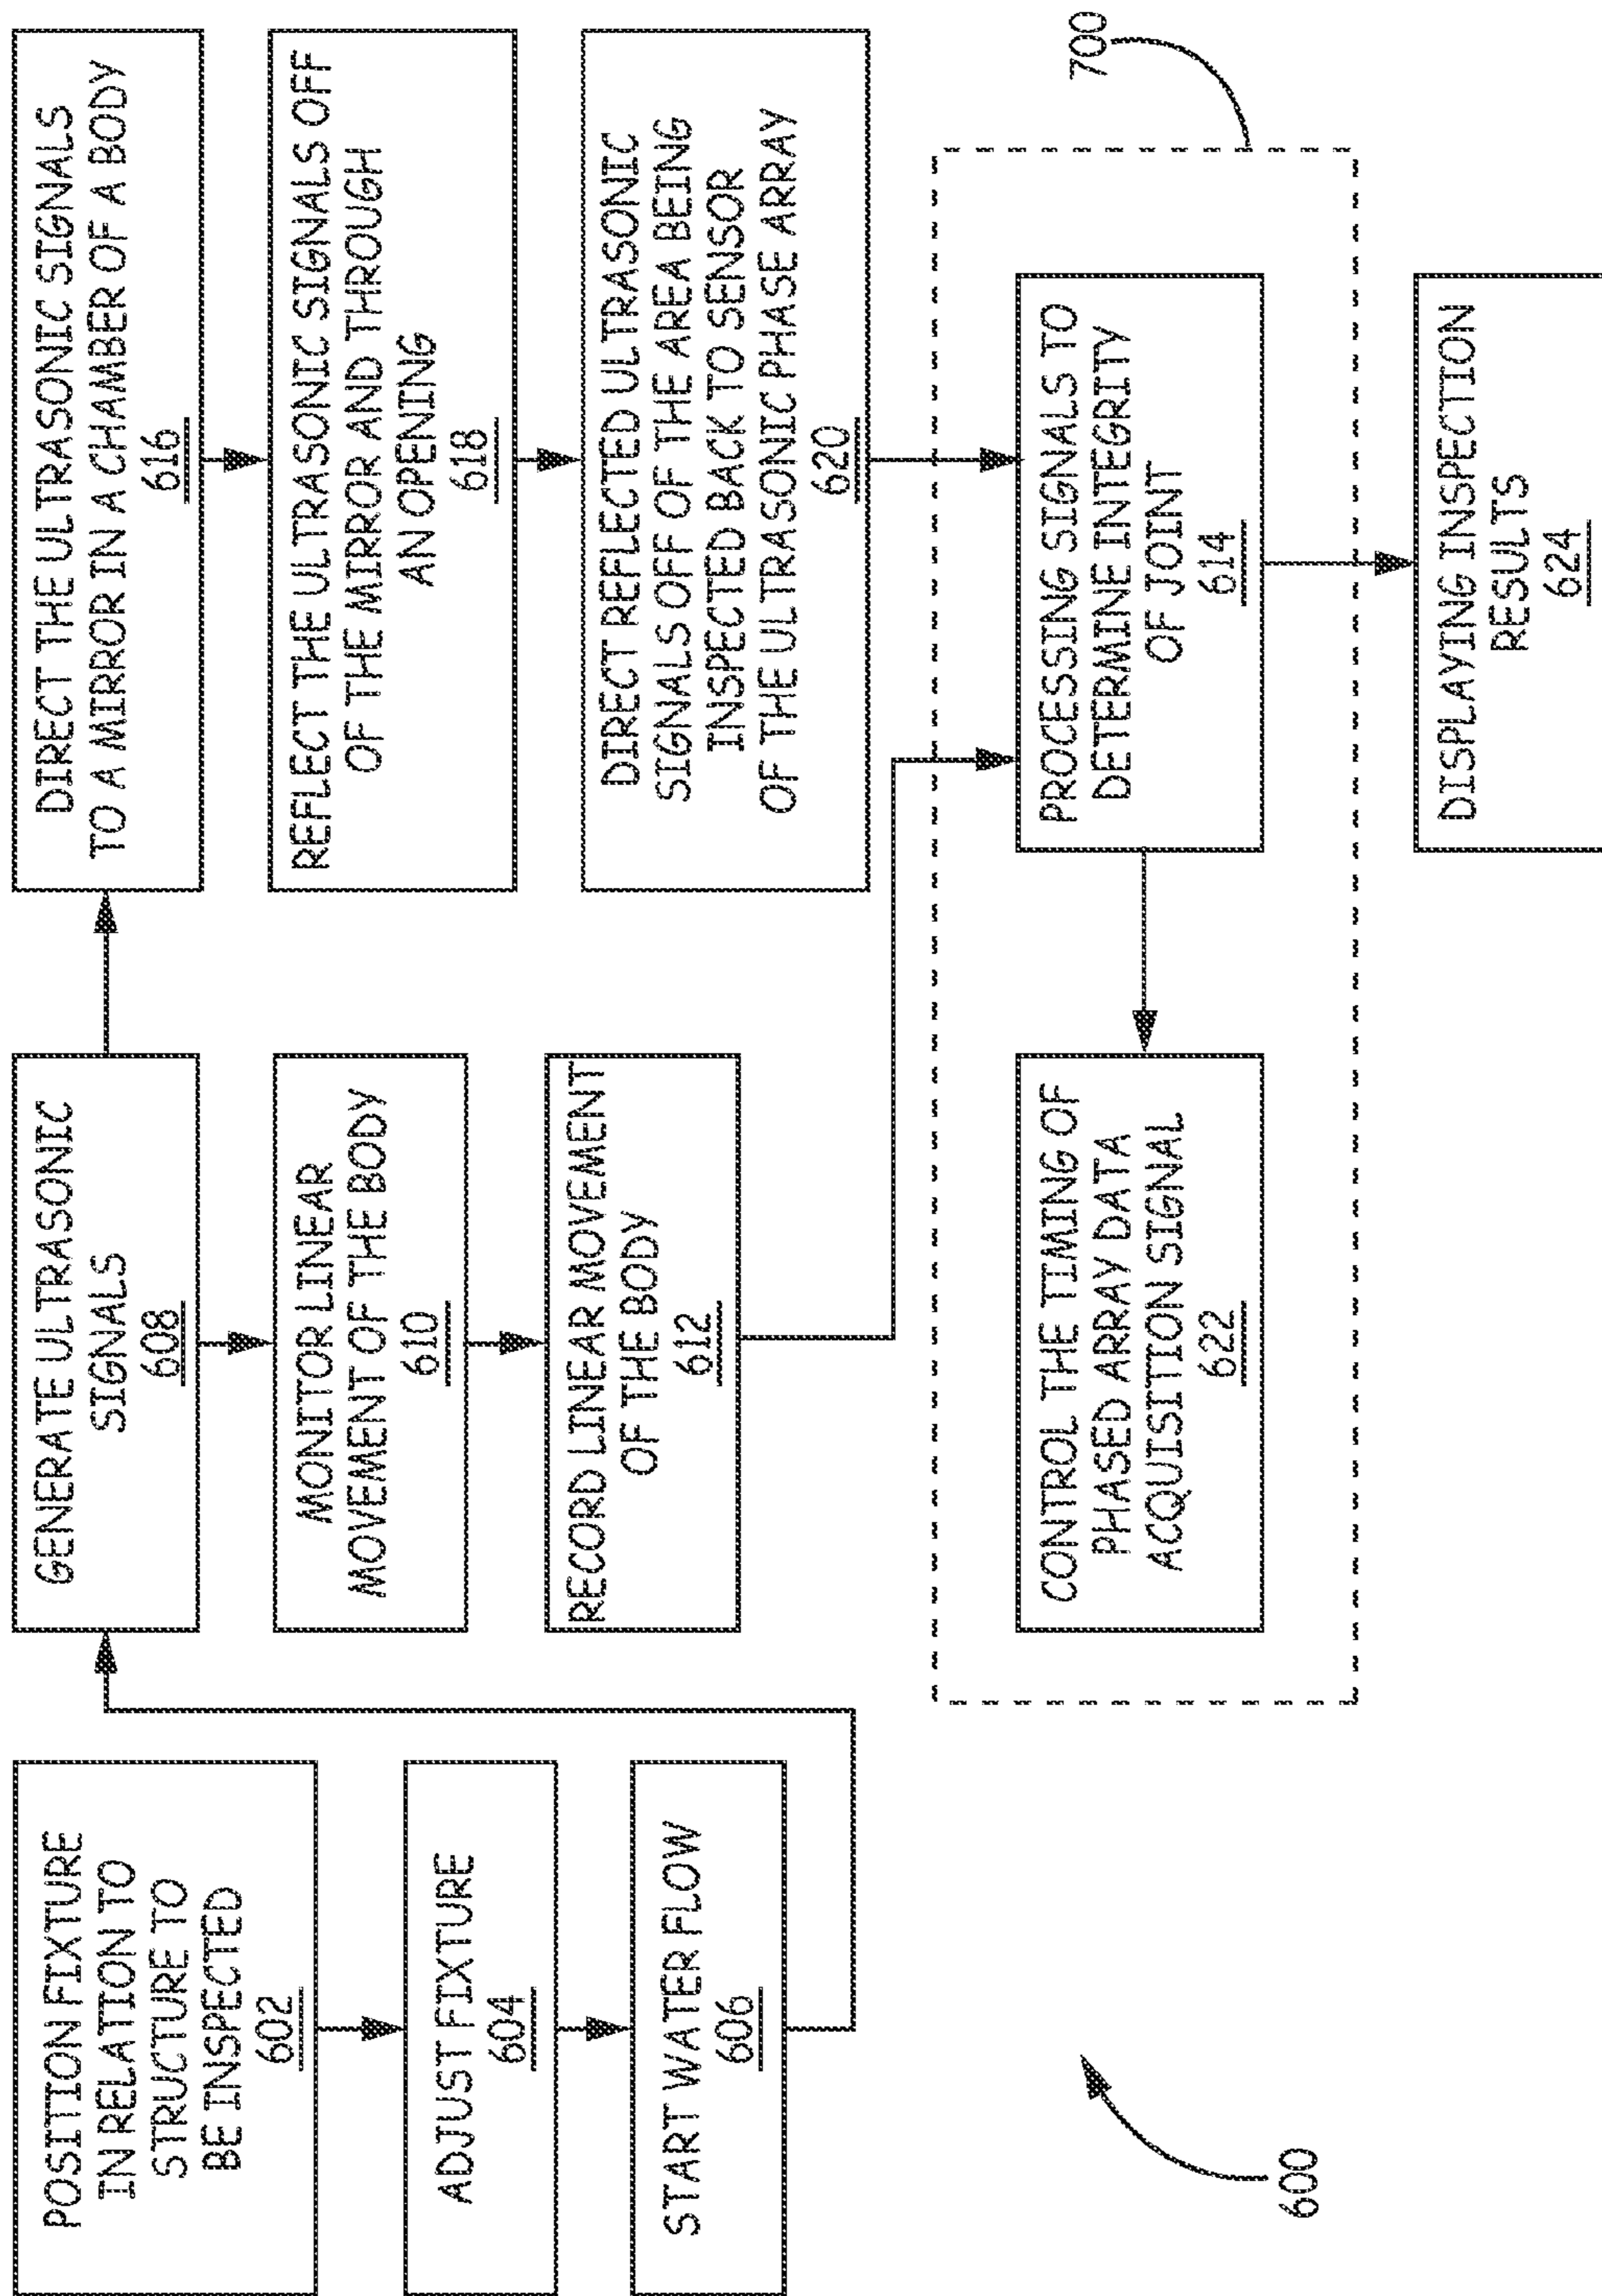 POSITION FIXTURE
IN RELATION TO
STRUCTURE TO
BE INSPECTED
602
ADJUST FIXTURE
604
START WATER FLOW
606
GENERATE ULTRASONIC
SIGNALS
608
MONITOR LINEAR
MOVEMENT OF THE BODY
610
RECORD LINEAR MOVEMENT
OF THE BODY
612
DIRECT THE ULTRASONIC SIGNALS
TO A MIRROR IN A CHAMBER OF A BODY
616
REFLECT THE ULTRASONIC SIGNALS OFF
OF THE MIRROR AND THROUGH
AN OPENING
618
DIRECT REFLECTED ULTRASONIC
SIGNALS OFF OF THE AREA BEING
INSPECTED BACK TO SENSOR
OF THE ULTRASONIC PHASE ARRAY
620
CONTROL THE TIMING OF
PHASED ARRAY DATA
ACQUISITION SIGNAL
622
PROCESSING SIGNALS TO
DETERMINE INTEGRITY
OF JOINT
614
DISPLAYING INSPECTION
RESULTS
624
700
600